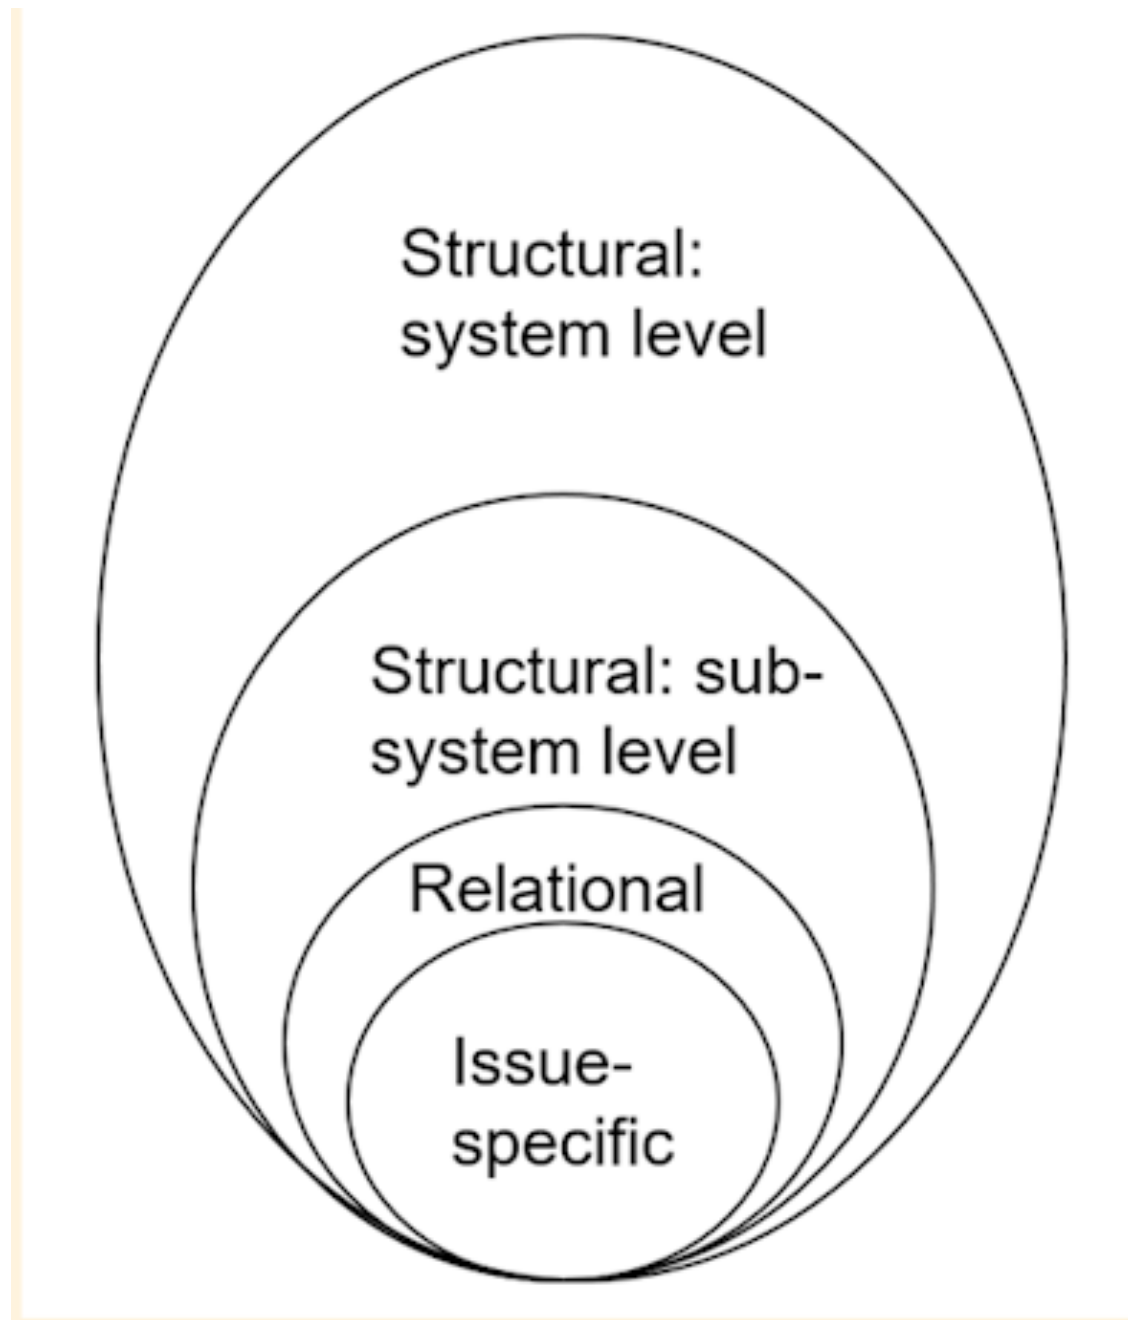 Structural:
system level
Structural: sub-
system level
Relational
Issue-
specific